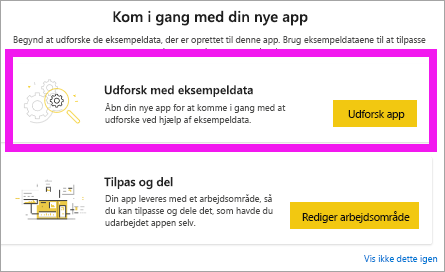 Kom i gang med din nye app
Begynd at udforske de eksempeldata, der er oprettet til denne app. Brug eksempeldataene til at tilpasse
Udforsk med eksempeldata
Åbn din nye app for at komme i gang med at
udforske ved hjælp af eksempeldata.
Udforsk app
Tilpas og del
Din app leveres med et arbejdsområde, så
du kan tilpasse og dele det, som havde du
udarbejdet appen selv.
Rediger arbejdsområde
Vis ikke dette igen